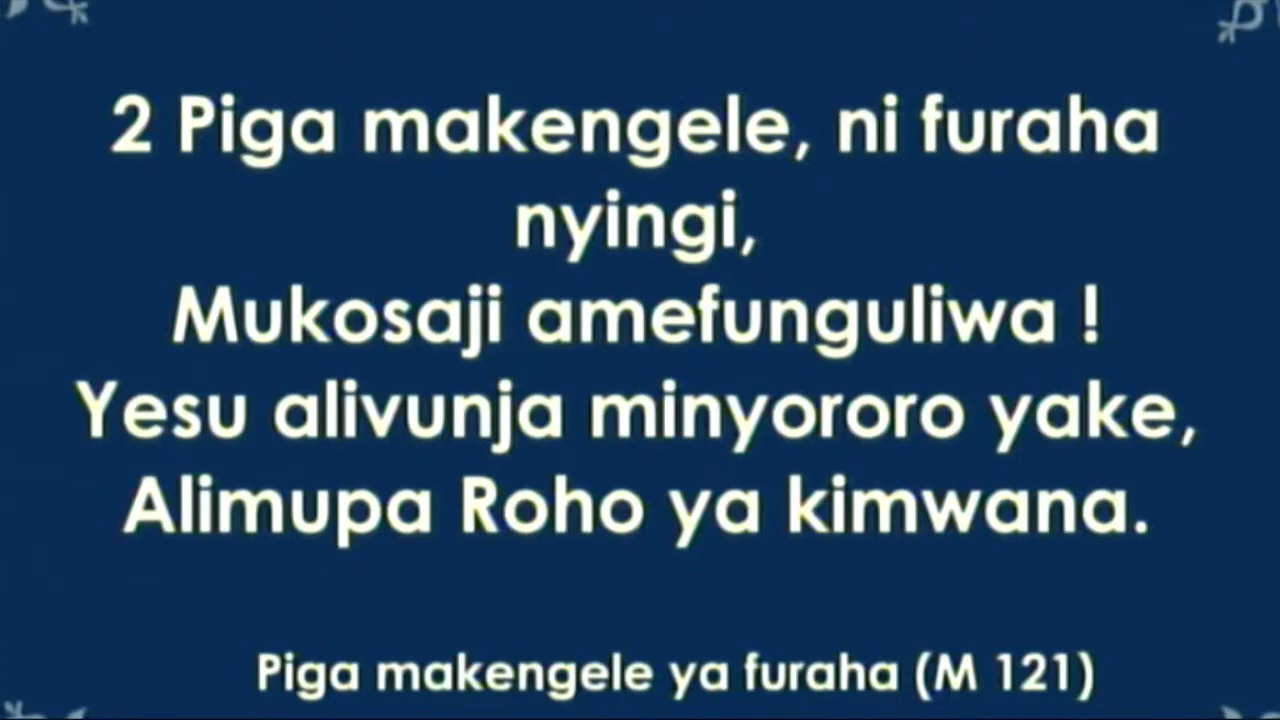 2 Piga makengele, ni furaha
nyingi,
Mukosaji amefunguliwa !
Yesu alivunja minyororo yake,
Alimupa Roho ya kimwana.
Piga makengele ya furaha (M 121)